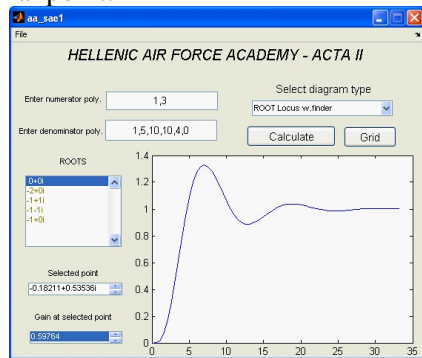 aa_sae1
File
HELLENIC AIR FORCE ACADEMY - ACTA II
Enter numerator poly.
1,3
Select diagram type
ROOT Locus w.finder
Enter denominator poly.
1,5,10,10,4,0
Calculate
Grid
ROOTS
0+0i
-2+0i
-1+1i
-1-1i
-1+0i
Selected point
-0.18211+0.53536i
Gain at selected point
0.59764
1.4
1.2
1
0.8
0.6
0.4
0.2
0
0 5 10 15 20 25 30 35